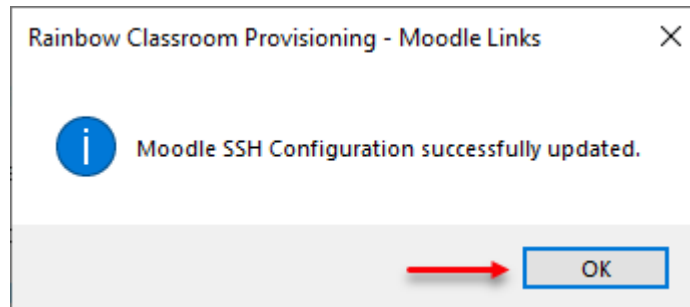 Rainbow Classroom Provisioning - Moodle Links
Moodle SSH Configuration successfully updated.
OK